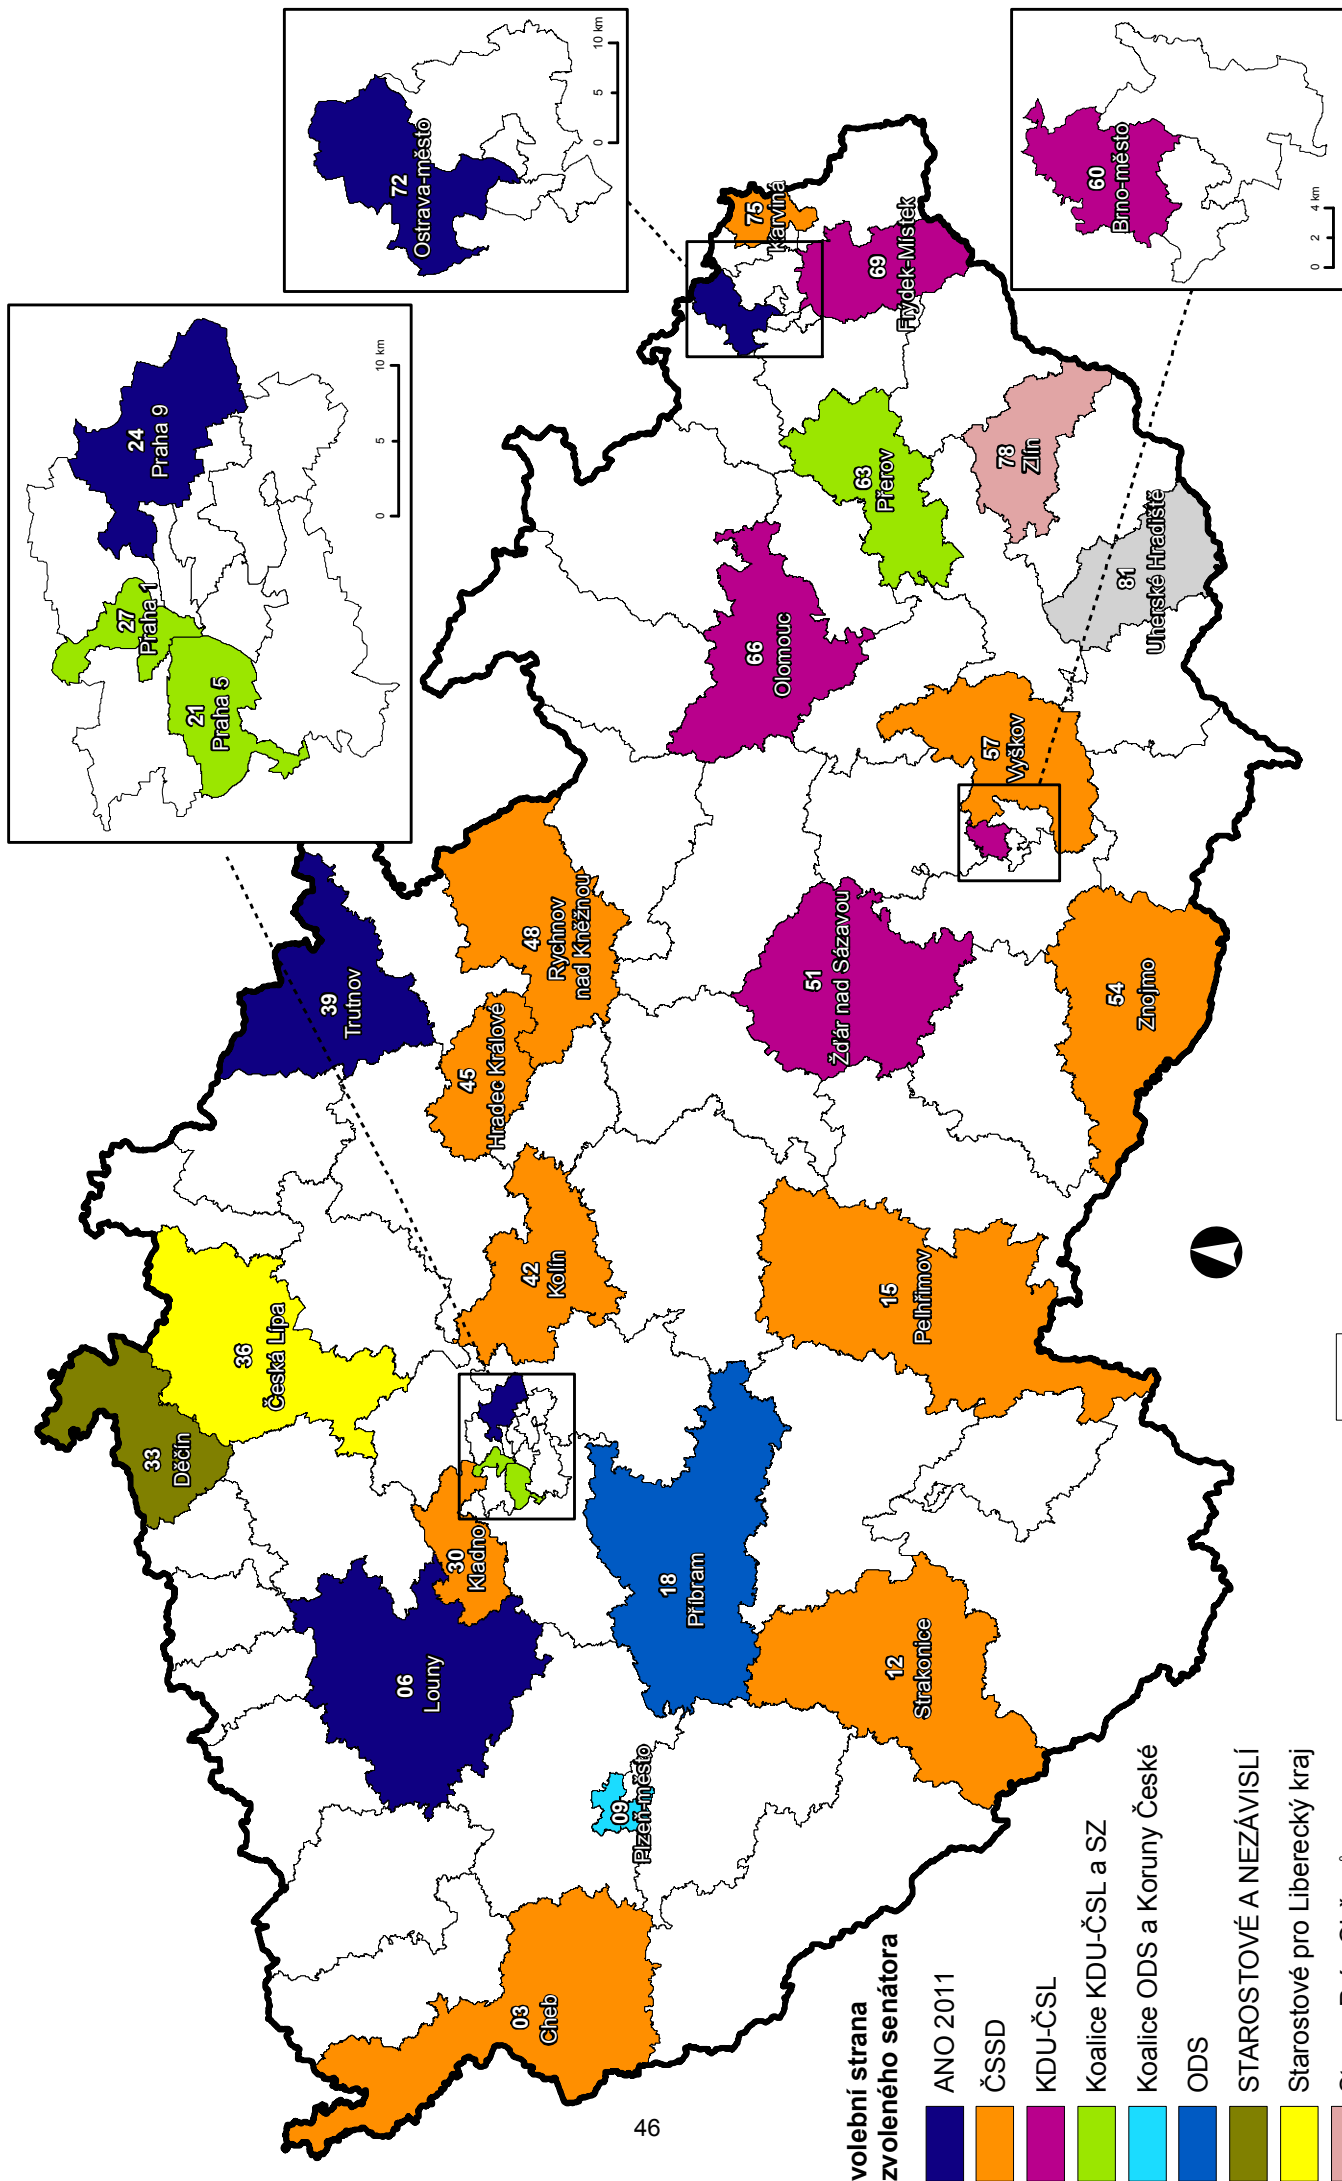 24
Praha 9
27
Praha 1
21
Praha 5
0 5 10 km
72
Ostrava-město
0 5 10 km
60
Brno-město
0 2 4 km
33
Děčín
36
Česká Lípa
39
Trutnov
06
Louny
30
Kladno
03
Cheb
42
Kolín
45
Hradec Králové
48
Rychnov
nad Kněžnou
09
Plzeň-město
18
Příbram
12
Strakonice
15
Pelhřimov
51
Žďár nad Sázavou
54
Znojmo
57
Vyškov
66
Olomouc
63
Přerov
69
Frýdek-Místek
75
Karviná
78
Zlín
81
Uherské Hradiště
volební strana
zvoleného senátora
ANO 2011
ČSSD
KDU-ČSL
Koalice KDU-ČSL a SZ
Koalice ODS a Koruny České
ODS
STAROSTOVÉ A NEZÁVISLÍ
Starostové pro Liberecký kraj
46